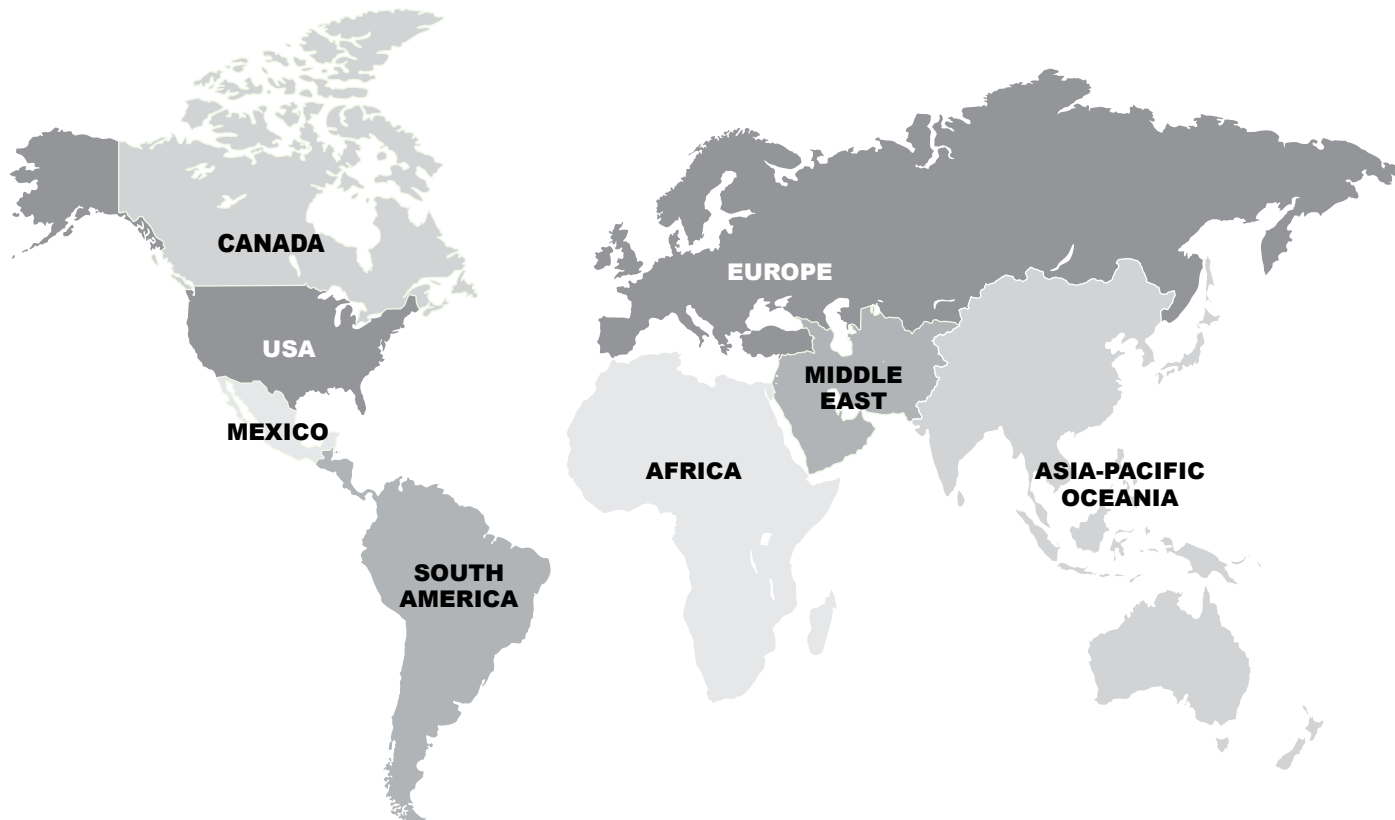 CANADA
EUROPE
USA
MIDDLE
EAST
MEXICO
AFRICA
ASIA-PACIFIC
OCEANIA
SOUTH
AMERICA